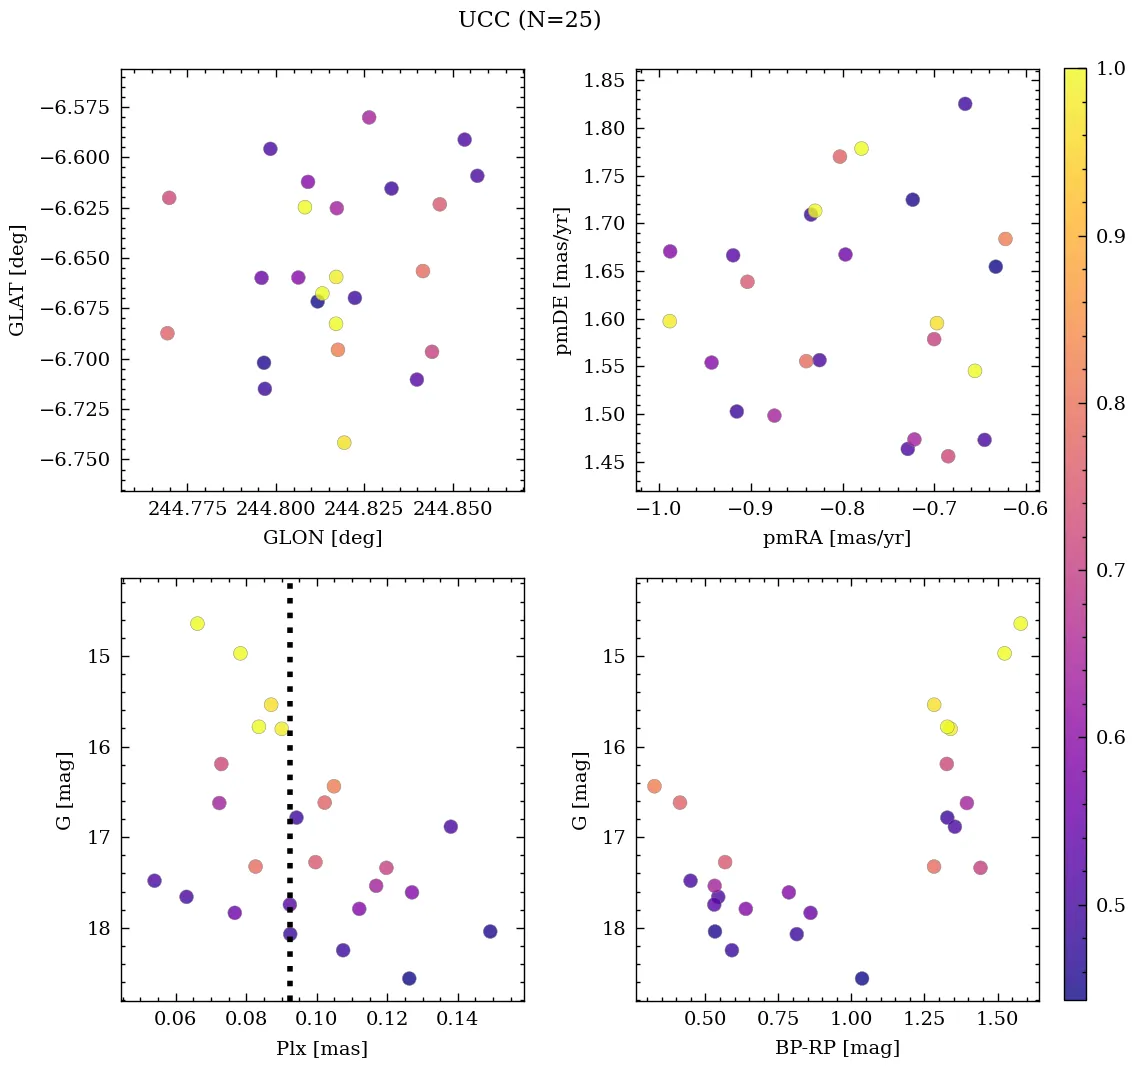 UCC (N=25)
−6.575
−6.600
−6.625
−6.650
−6.675
−6.700
−6.725
−6.750
GLAT [deg]
244.775 244.800 244.825 244.850
GLON [deg]
1.85
1.80
1.75
1.70
1.65
1.60
1.55
1.50
1.45
pmDE [mas/yr]
−1.0 −0.9 −0.8 −0.7 −0.6
pmRA [mas/yr]
15
16
17
18
G [mag]
0.06 0.08 0.10 0.12 0.14
Plx [mas]
15
16
17
18
G [mag]
0.50 0.75 1.00 1.25 1.50
BP-RP [mag]
1.0
0.9
0.8
0.7
0.6
0.5